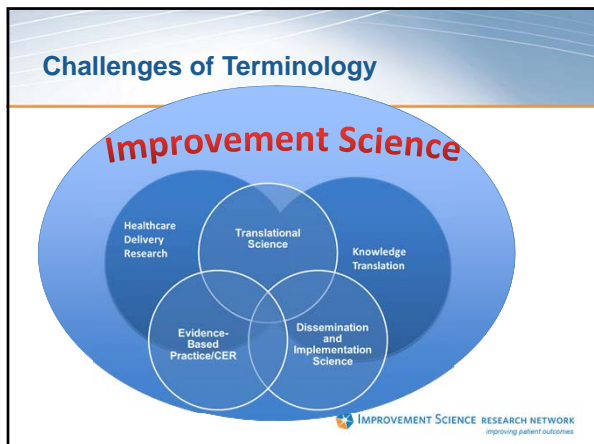 Challenges of Terminology
Improvement Science
Healthcare
Delivery
Research
Translational
Science
Knowledge
Translation
Evidence-
Based
Practice/CER
Dissemination
and
Implementation
Science
IMPROVEMENT SCIENCE RESEARCH NETWORK
improving patient outcomes